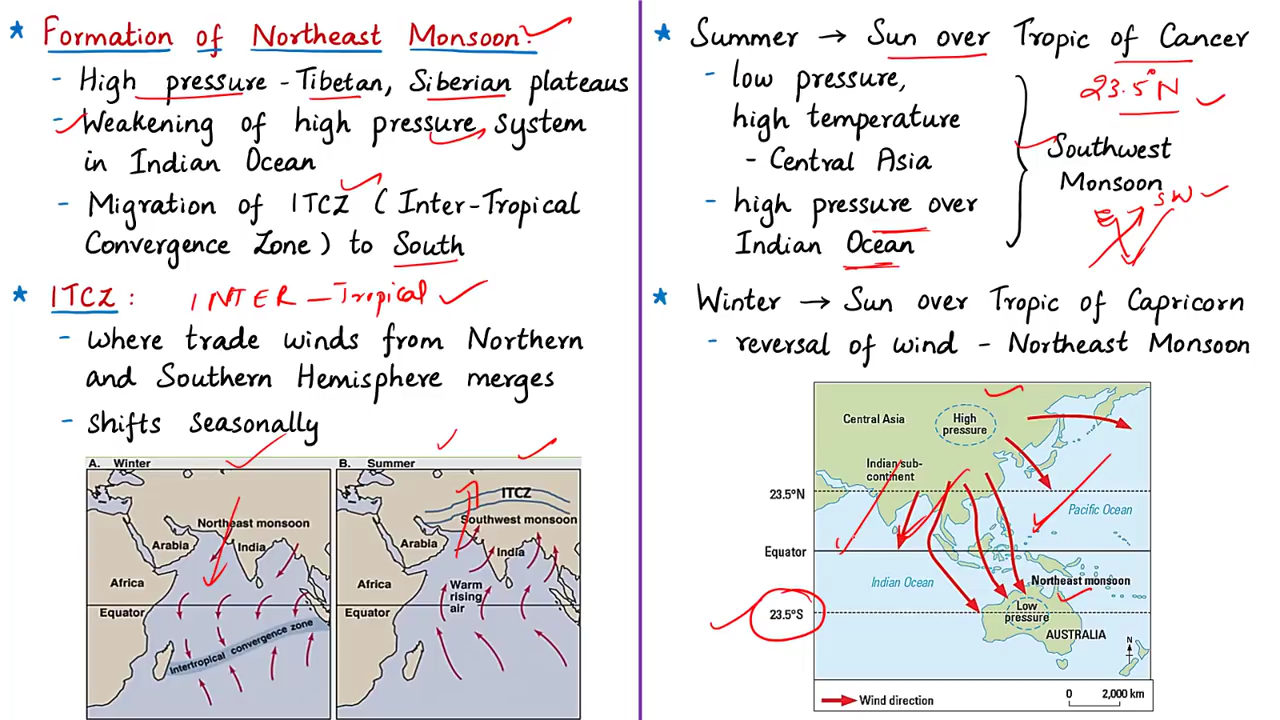 * Formation of Northeast Monsoon:
- High pressure - Tibetan, Siberian plateaus
- Weakening of high pressure system
in Indian Ocean
- Migration of ITCZ (Inter-Tropical
Convergence Zone) to South
* ITCZ: INTER - Tropical
- where trade winds from Northern
and Southern Hemisphere merges
- shifts seasonally
A. Winter
Northeast monsoon
Arabia
India
Africa
Equator
Intertropical convergence zone
B. Summer
ITCZ
Southwest monsoon
Arabia
India
Africa
Warm
rising
air
Equator
* Summer → Sun over Tropic of Cancer
- low pressure,
high temperature
- Central Asia
- high pressure over
Indian Ocean
23.5°N
Southwest
Monsoon
SW
* Winter → Sun over Tropic of Capricorn
- reversal of wind - Northeast Monsoon
Central Asia
High
pressure
Indian sub-
continent
23.5°N
Pacific Ocean
Equator
Indian Ocean
Northeast monsoon
Low
pressure
23.5°S
AUSTRALIA
N
Wind direction
0 2,000 km